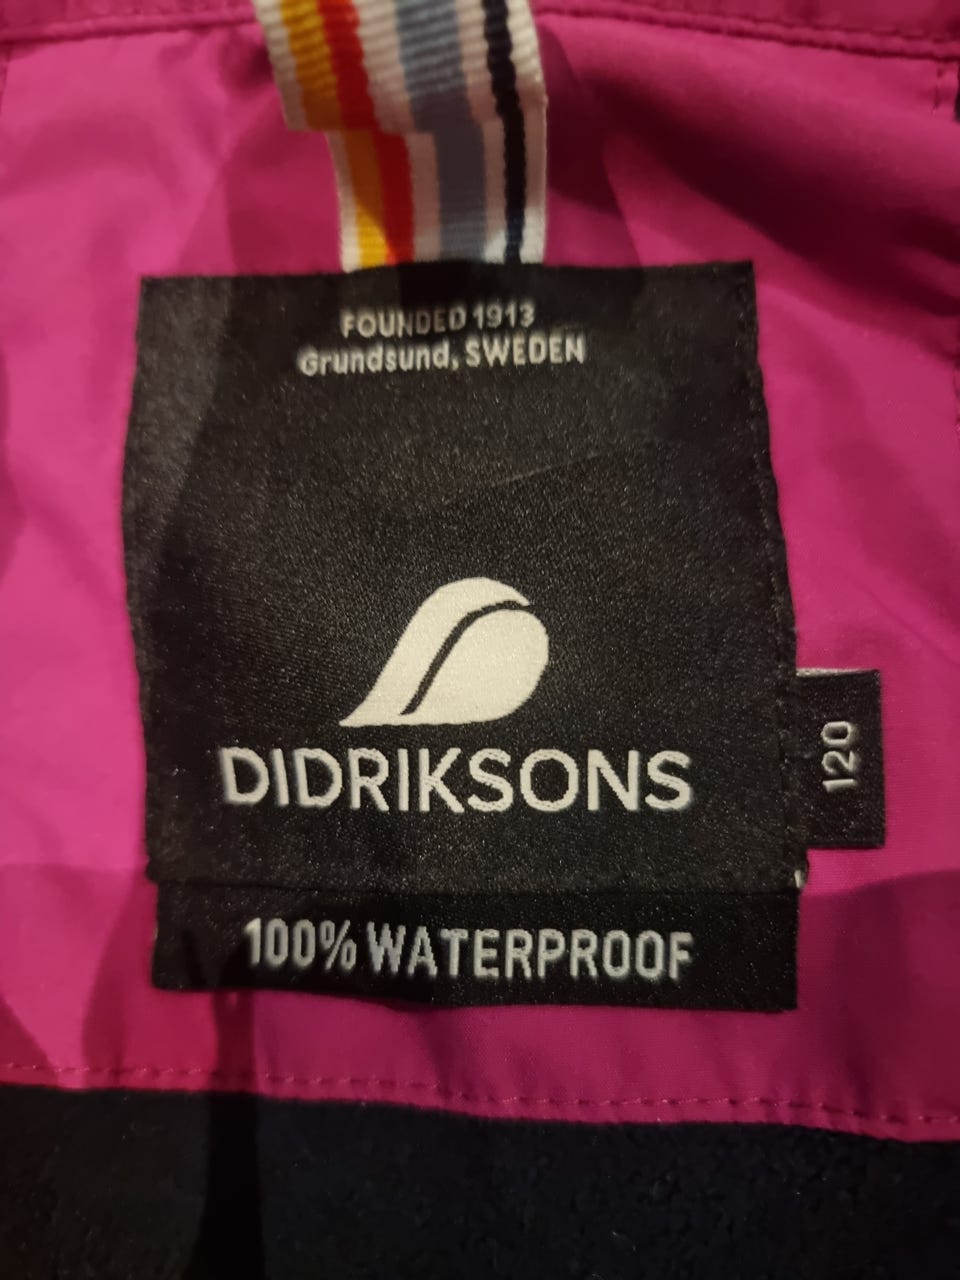 FOUNDED 1913
Grundsund, SWEDEN
DIDRIKSONS
120
100% WATERPROOF